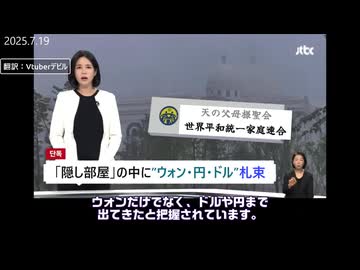 2025.7.19
jtbc
翻訳：Vtuberデビル
天の父母様聖会
世界平和統一家庭連合
단독
「隠し部屋」の中に"ウォン・円・ドル"札束
ウォンだけでなく、ドルや円まで
出てきたと把握されています。